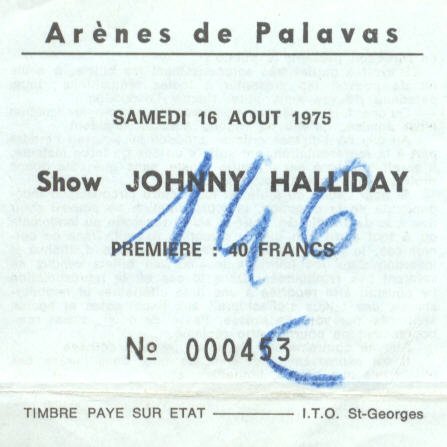 Arènes de Palavas
SAMEDI 16 AOUT 1975
Show JOHNNY HALLIDAY
146
PREMIERE : 40 FRANCS
Nº 000453
C
TIMBRE PAYE SUR ETAT ——— I.T.O. St-Georges